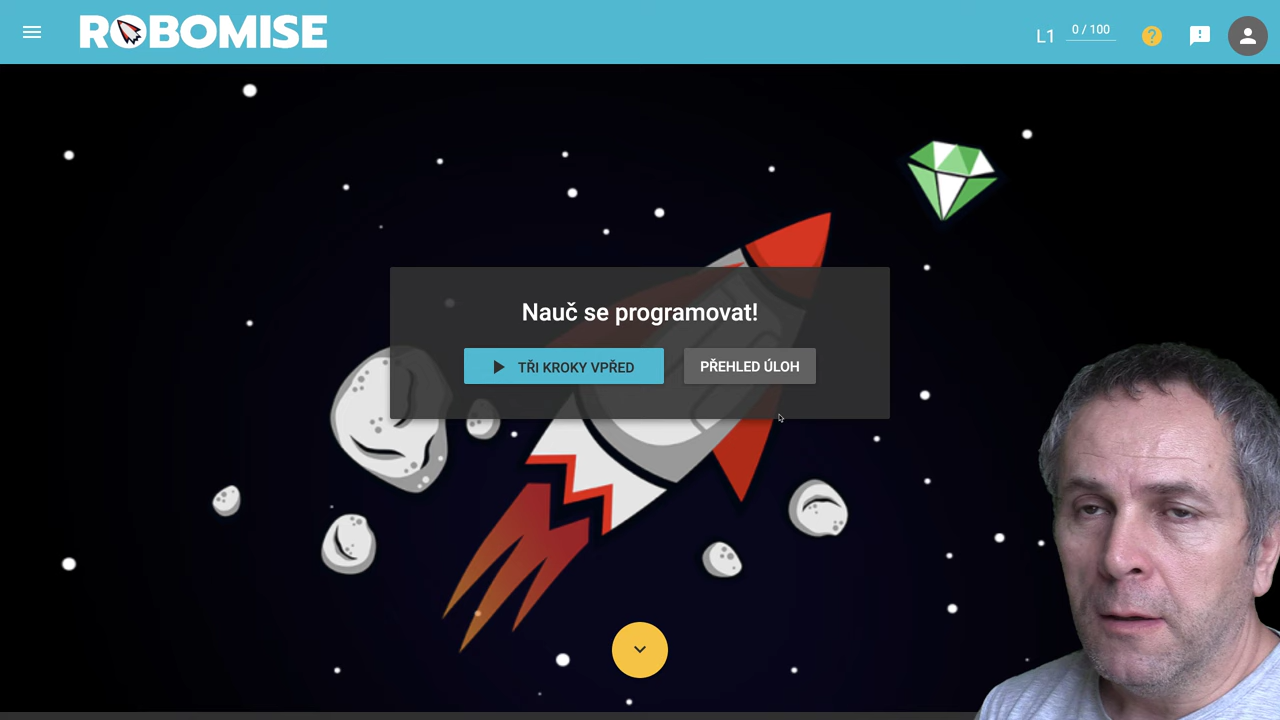 ROBOMISE
L1
0 / 100
Nauč se programovat!
TŘI KROKY VPŘED
PŘEHLED ÚLOH